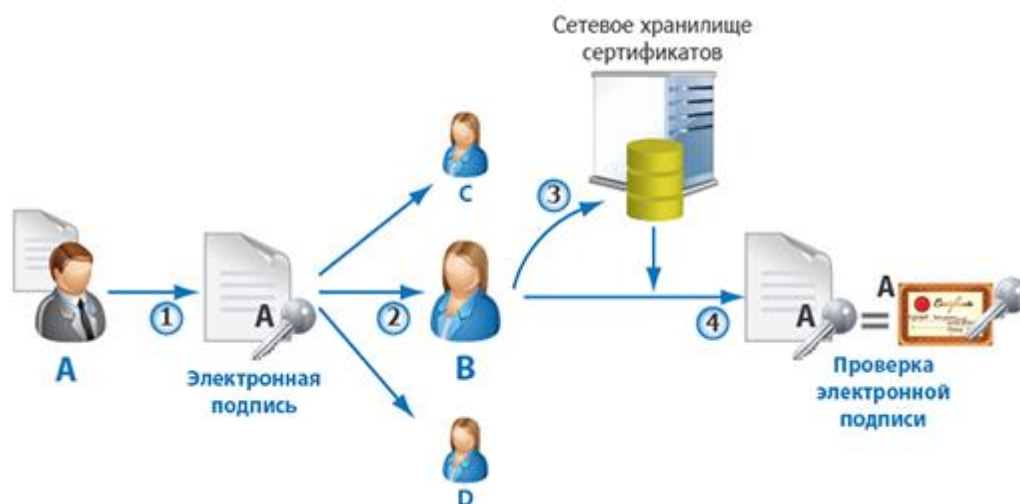 Сетевое хранилище
сертификатов
C
3
A
1
A
2
4
A
A
A
B
Электронная
подпись
Проверка
электронной
подписи
D